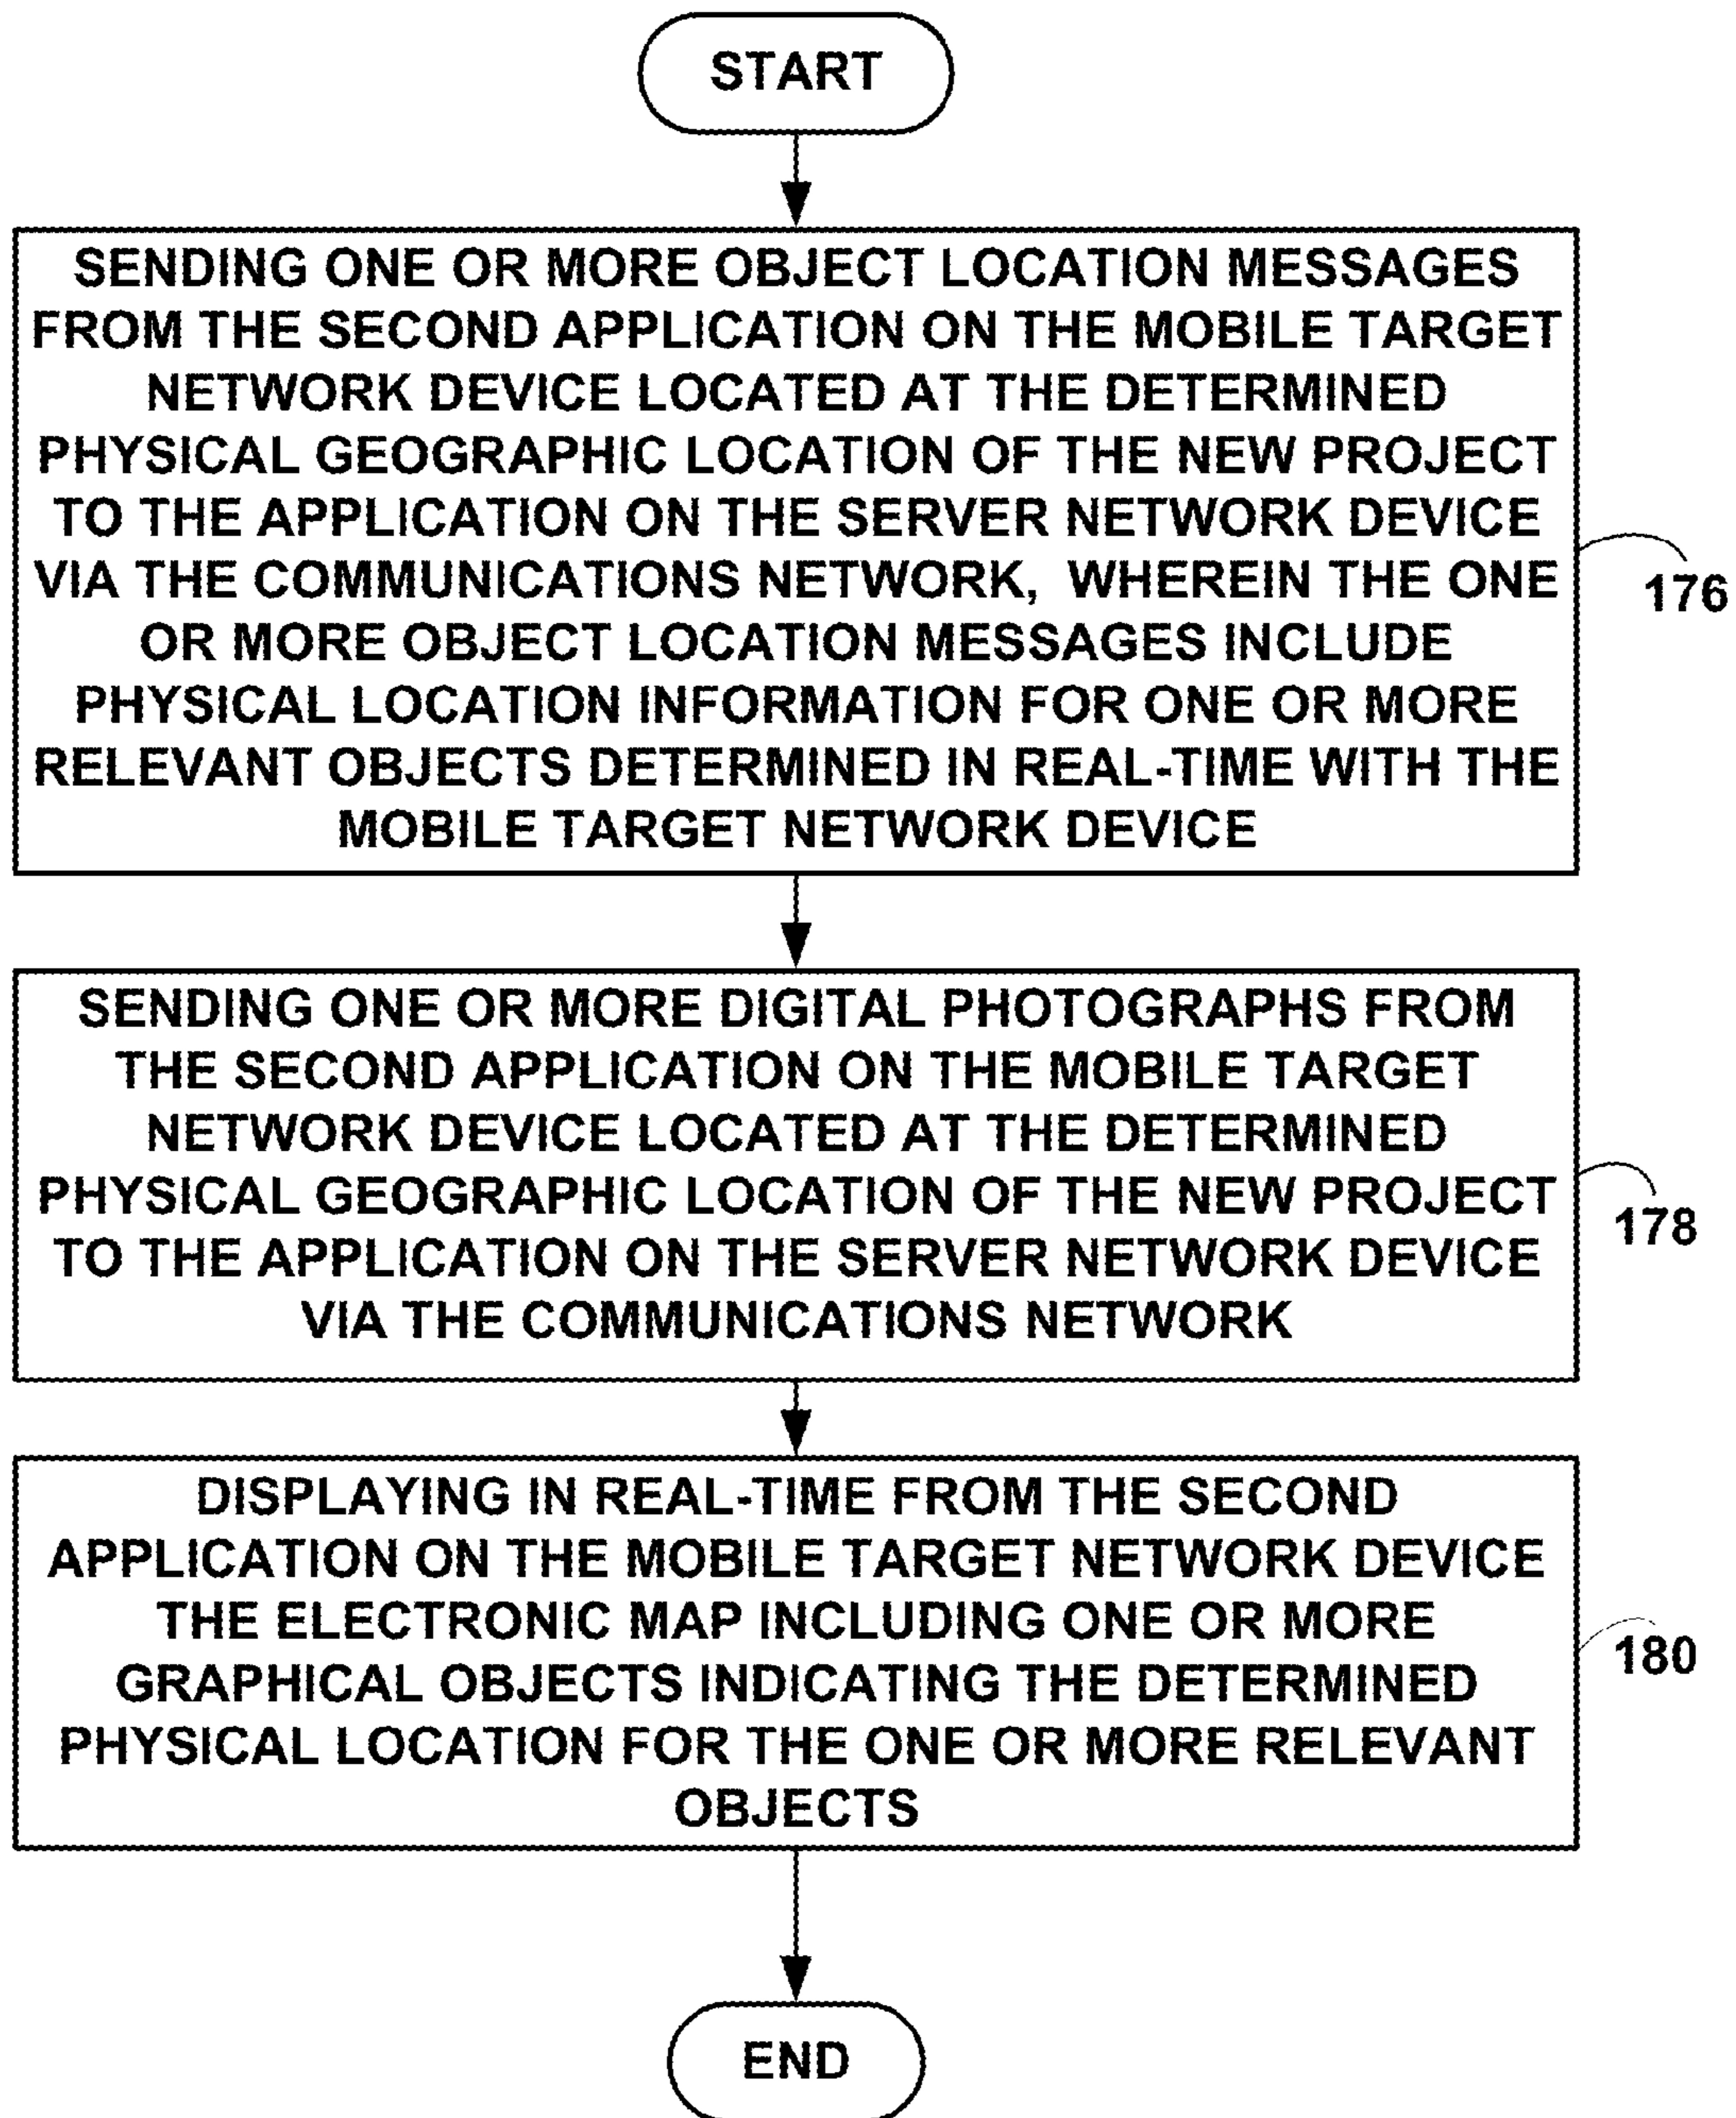 START
SENDING ONE OR MORE OBJECT LOCATION MESSAGES
FROM THE SECOND APPLICATION ON THE MOBILE TARGET
NETWORK DEVICE LOCATED AT THE DETERMINED
PHYSICAL GEOGRAPHIC LOCATION OF THE NEW PROJECT
TO THE APPLICATION ON THE SERVER NETWORK DEVICE
VIA THE COMMUNICATIONS NETWORK, WHEREIN THE ONE
OR MORE OBJECT LOCATION MESSAGES INCLUDE
PHYSICAL LOCATION INFORMATION FOR ONE OR MORE
RELEVANT OBJECTS DETERMINED IN REAL-TIME WITH THE
MOBILE TARGET NETWORK DEVICE
176
SENDING ONE OR MORE DIGITAL PHOTOGRAPHS FROM
THE SECOND APPLICATION ON THE MOBILE TARGET
NETWORK DEVICE LOCATED AT THE DETERMINED
PHYSICAL GEOGRAPHIC LOCATION OF THE NEW PROJECT
TO THE APPLICATION ON THE SERVER NETWORK DEVICE
VIA THE COMMUNICATIONS NETWORK
178
DISPLAYING IN REAL-TIME FROM THE SECOND
APPLICATION ON THE MOBILE TARGET NETWORK DEVICE
THE ELECTRONIC MAP INCLUDING ONE OR MORE
GRAPHICAL OBJECTS INDICATING THE DETERMINED
PHYSICAL LOCATION FOR THE ONE OR MORE RELEVANT
OBJECTS
180
END